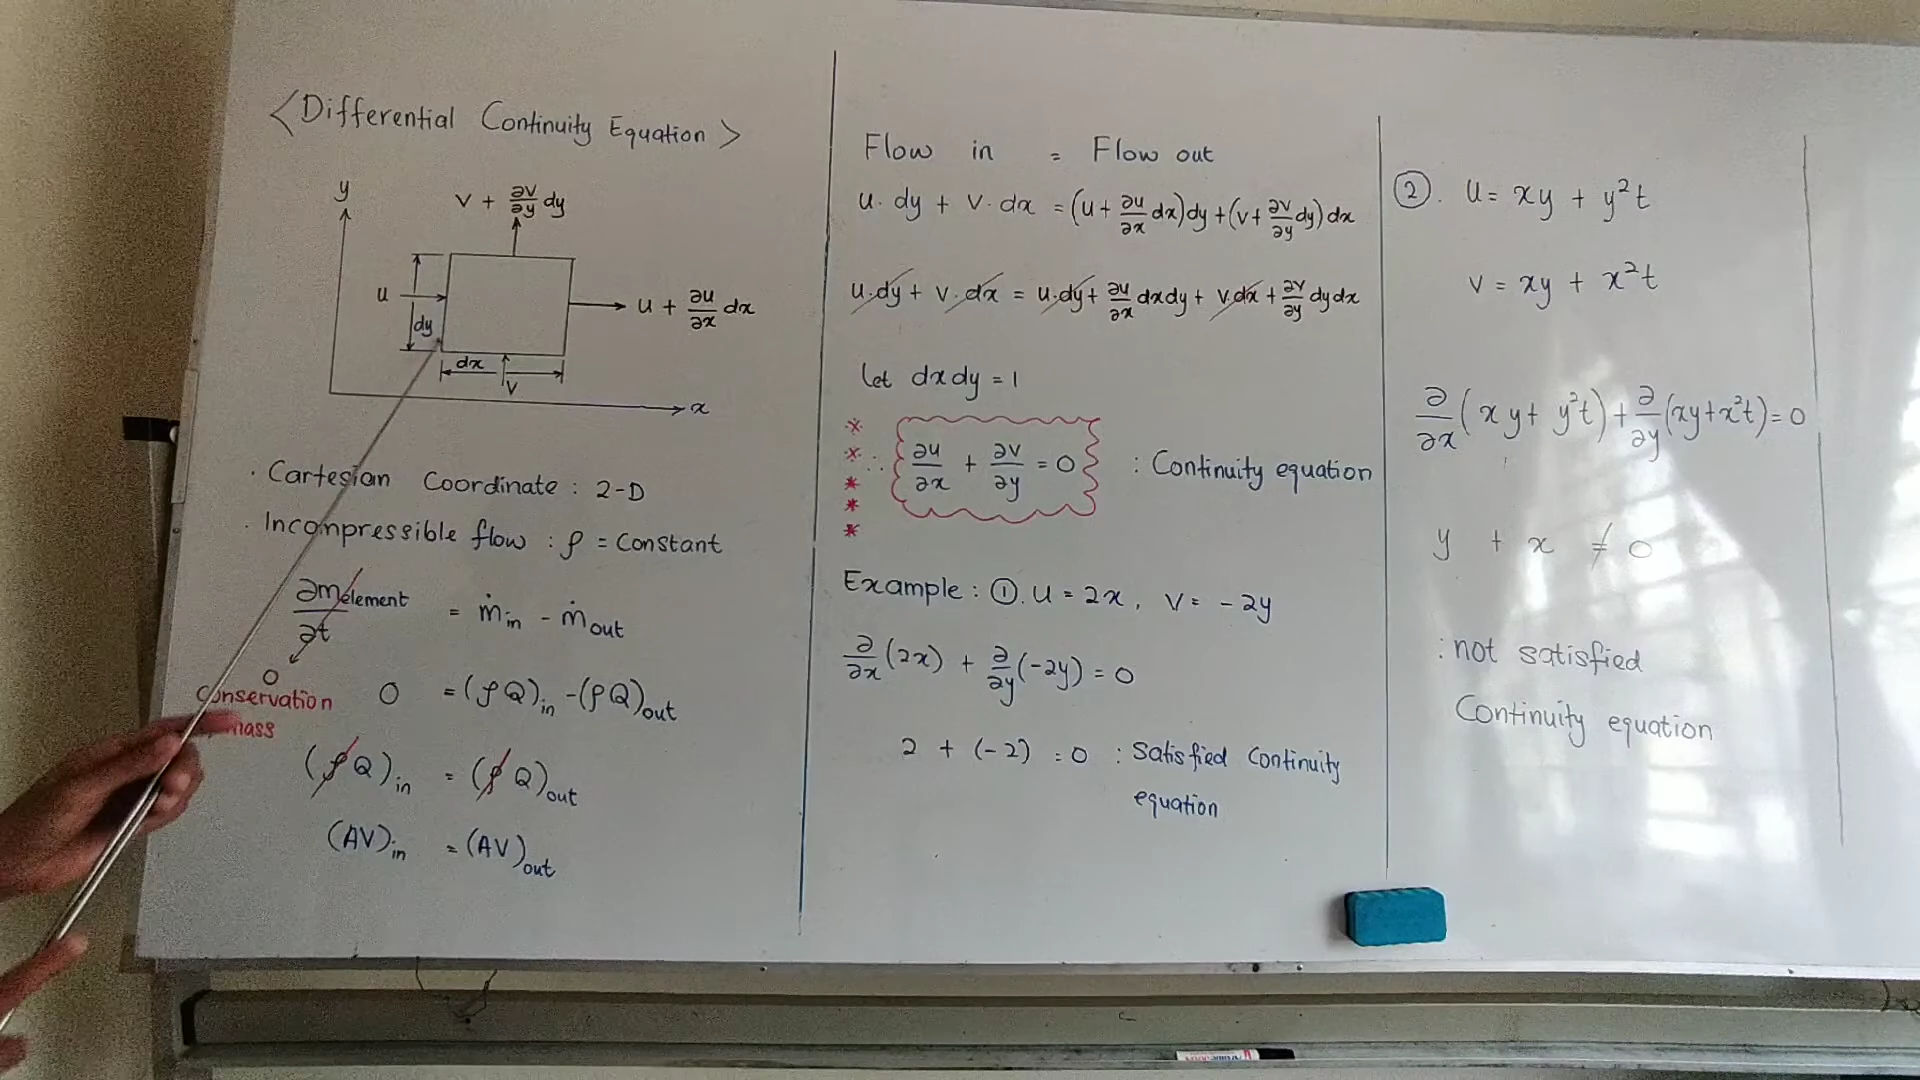 <Differential Continuity Equation>
y
v + ∂v/∂y dy
u
dy
u + ∂u/∂x dx
dx
v
x
· Cartesian Coordinate : 2-D
· Incompressible flow : ρ = Constant
∂m element / ∂t = ṁ in - ṁ out
0
Conservation
mass
0 = (ρQ)in - (ρQ)out
(ρQ)in = (ρQ)out
(AV)in = (AV)out
Flow in = Flow out
u. dy + v. dx = (u + ∂u/∂x dx)dy + (v + ∂v/∂y dy)dx
u.dy + v.dx = u.dy + ∂u/∂x dxdy + v.dx + ∂v/∂y dydx
let dxdy = 1
* * * * *
∴ ∂u/∂x + ∂v/∂y = 0 : Continuity equation
Example : ①. u = 2x, v = -2y
∂/∂x (2x) + ∂/∂y (-2y) = 0
2 + (-2) = 0 : Satisfied Continuity
equation
②. u = xy + y²t
v = xy + x²t
∂/∂x (xy + y²t) + ∂/∂y (xy + x²t) = 0
y + x ≠ 0
: not satisfied
Continuity equation